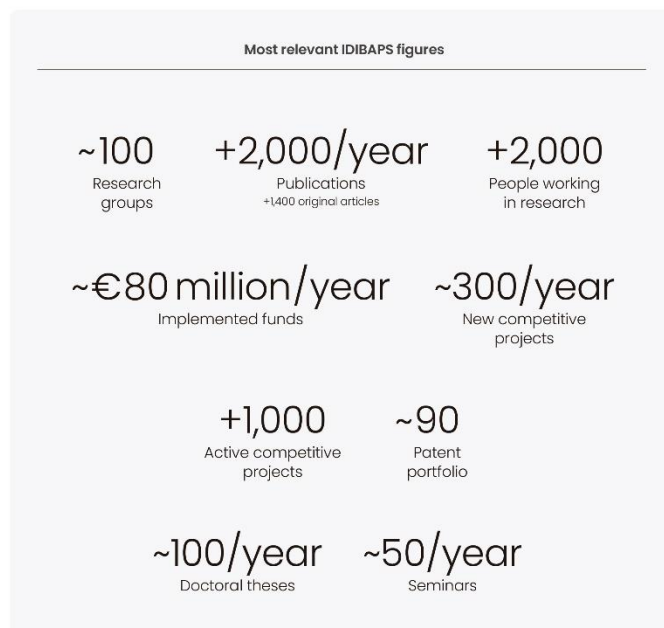 Most relevant IDIBAPS figures
~100
Research
groups
+2,000/year
Publications
+1,400 original articles
+2,000
People working
in research
~€80 million/year
Implemented funds
~300/year
New competitive
projects
+1,000
Active competitive
projects
~90
Patent
portfolio
~100/year
Doctoral theses
~50/year
Seminars